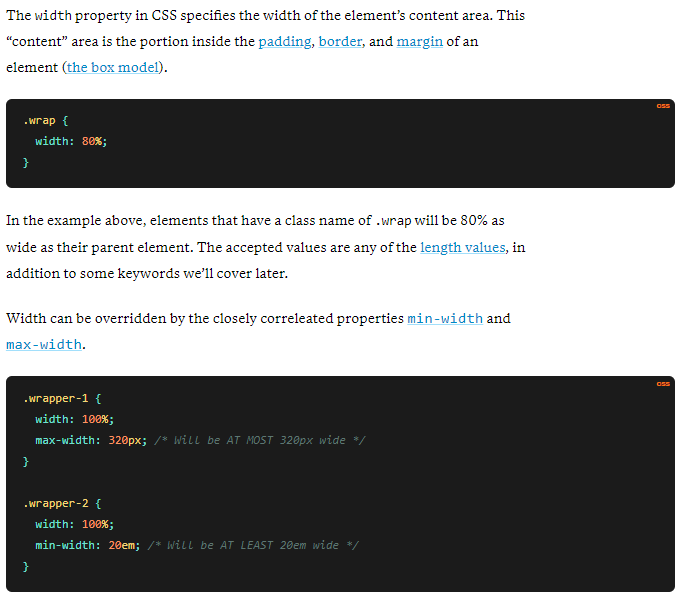 The width property in CSS specifies the width of the element’s content area. This
“content” area is the portion inside the padding, border, and margin of an
element (the box model).
css
.wrap {
  width: 80%;
}
In the example above, elements that have a class name of .wrap will be 80% as
wide as their parent element. The accepted values are any of the length values, in
addition to some keywords we’ll cover later.
Width can be overridden by the closely correleated properties min-width and
max-width.
css
.wrapper-1 {
  width: 100%;
  max-width: 320px; /* Will be AT MOST 320px wide */
}
.wrapper-2 {
  width: 100%;
  min-width: 20em; /* Will be AT LEAST 20em wide */
}